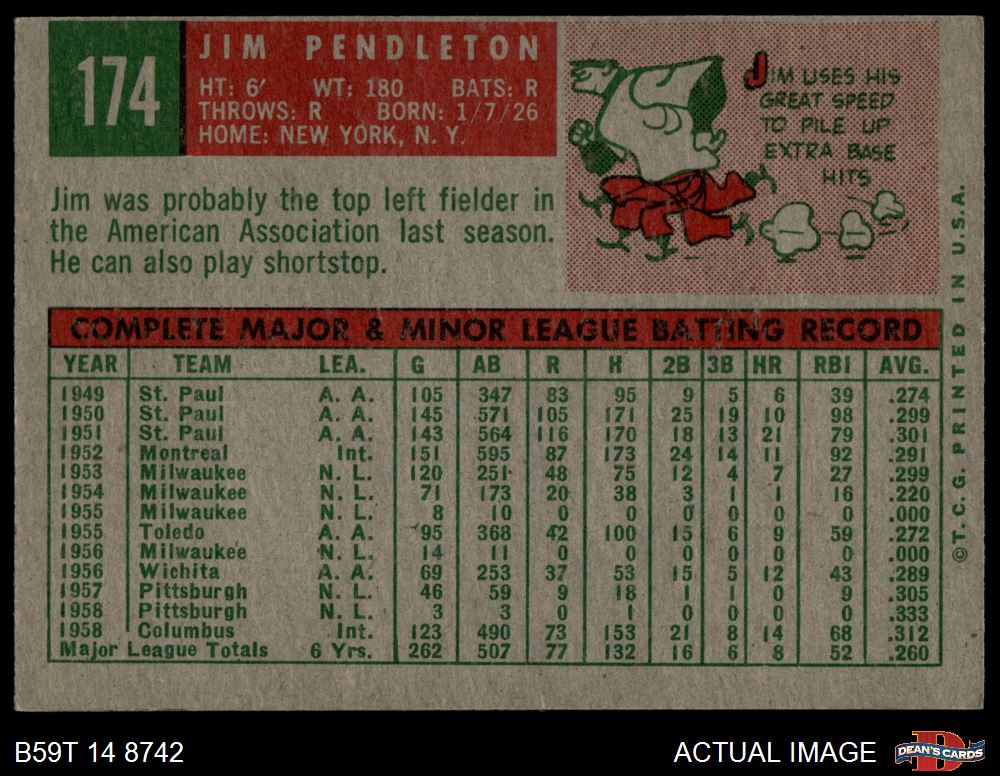 174
JIM PENDLETON
HT: 6' WT: 180 BATS: R
THROWS: R BORN: 1/7/26
HOME: NEW YORK, N. Y.
JIM USES HIS
GREAT SPEED
TO PILE UP
EXTRA BASE
HITS
Jim was probably the top left fielder in
the American Association last season.
He can also play shortstop.
COMPLETE MAJOR & MINOR LEAGUE BATTING RECORD
YEAR TEAM LEA. G AB R H 2B 3B HR RBI AVG.
1949 St. Paul A. A. 105 347 83 95 9 5 6 39 .274
1950 St. Paul A. A. 145 571 105 171 25 19 10 98 .299
1951 St. Paul A. A. 143 564 116 170 18 13 21 79 .301
1952 Montreal Int. 151 595 87 173 24 14 11 92 .291
1953 Milwaukee N. L. 120 251 48 75 12 4 7 27 .299
1954 Milwaukee N. L. 71 173 20 38 3 1 1 16 .220
1955 Milwaukee N. L. 8 10 0 0 0 0 0 0 .000
1955 Toledo A. A. 95 368 42 100 15 6 9 59 .272
1956 Milwaukee N. L. 14 11 0 0 0 0 0 0 .000
1956 Wichita A. A. 69 253 37 53 15 5 12 43 .289
1957 Pittsburgh N. L. 46 59 9 18 1 1 0 9 .305
1958 Pittsburgh N. L. 3 3 0 1 0 0 0 0 .333
1958 Columbus Int. 123 490 73 153 21 8 14 68 .312
Major League Totals 6 Yrs. 262 507 77 132 16 6 8 52 .260
©T. C. G. PRINTED IN U.S.A.
B59T 14 8742
ACTUAL IMAGE
D
DEAN'S CARDS